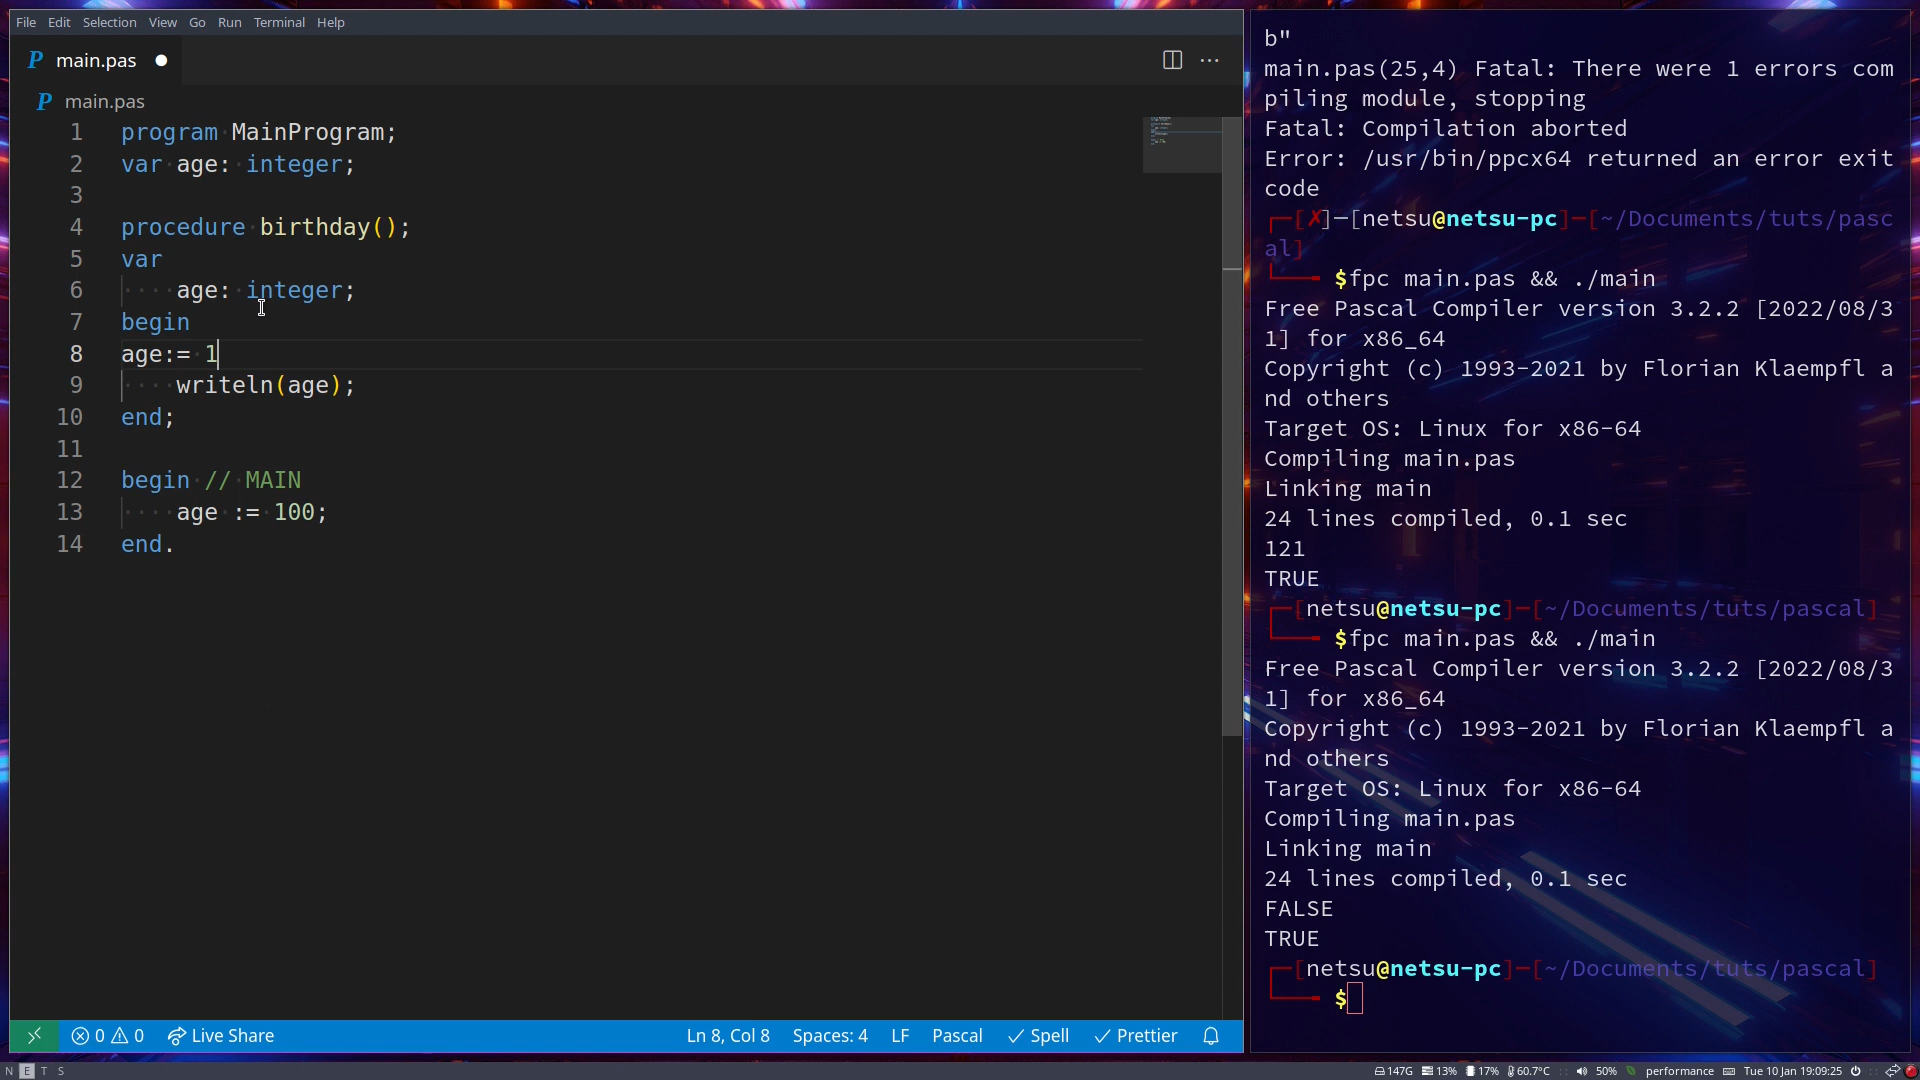 File Edit Selection View Go Run Terminal Help
main.pas
main.pas
1 program MainProgram;
2 var age: integer;
3
4 procedure birthday();
5 var
6 age: integer;
7 begin
8 age:= 1
9 writeln(age);
10 end;
11
12 begin // MAIN
13 age := 100;
14 end.
0 0 Live Share Ln 8, Col 8 Spaces: 4 LF Pascal Spell Prettier
b"
main.pas(25,4) Fatal: There were 1 errors com
piling module, stopping
Fatal: Compilation aborted
Error: /usr/bin/ppcx64 returned an error exit
code
┌─[✗]─[netsu@netsu-pc]─[~/Documents/tuts/pasc
al]
└──╼ $fpc main.pas && ./main
Free Pascal Compiler version 3.2.2 [2022/08/3
1] for x86_64
Copyright (c) 1993-2021 by Florian Klaempfl a
nd others
Target OS: Linux for x86-64
Compiling main.pas
Linking main
24 lines compiled, 0.1 sec
121
TRUE
┌─[netsu@netsu-pc]─[~/Documents/tuts/pascal]
└──╼ $fpc main.pas && ./main
Free Pascal Compiler version 3.2.2 [2022/08/3
1] for x86_64
Copyright (c) 1993-2021 by Florian Klaempfl a
nd others
Target OS: Linux for x86-64
Compiling main.pas
Linking main
24 lines compiled, 0.1 sec
FALSE
TRUE
┌─[netsu@netsu-pc]─[~/Documents/tuts/pascal]
└──╼ $
N E T S 147G 13% 17% 60.7°C 50% performance Tue 10 Jan 19:09:25